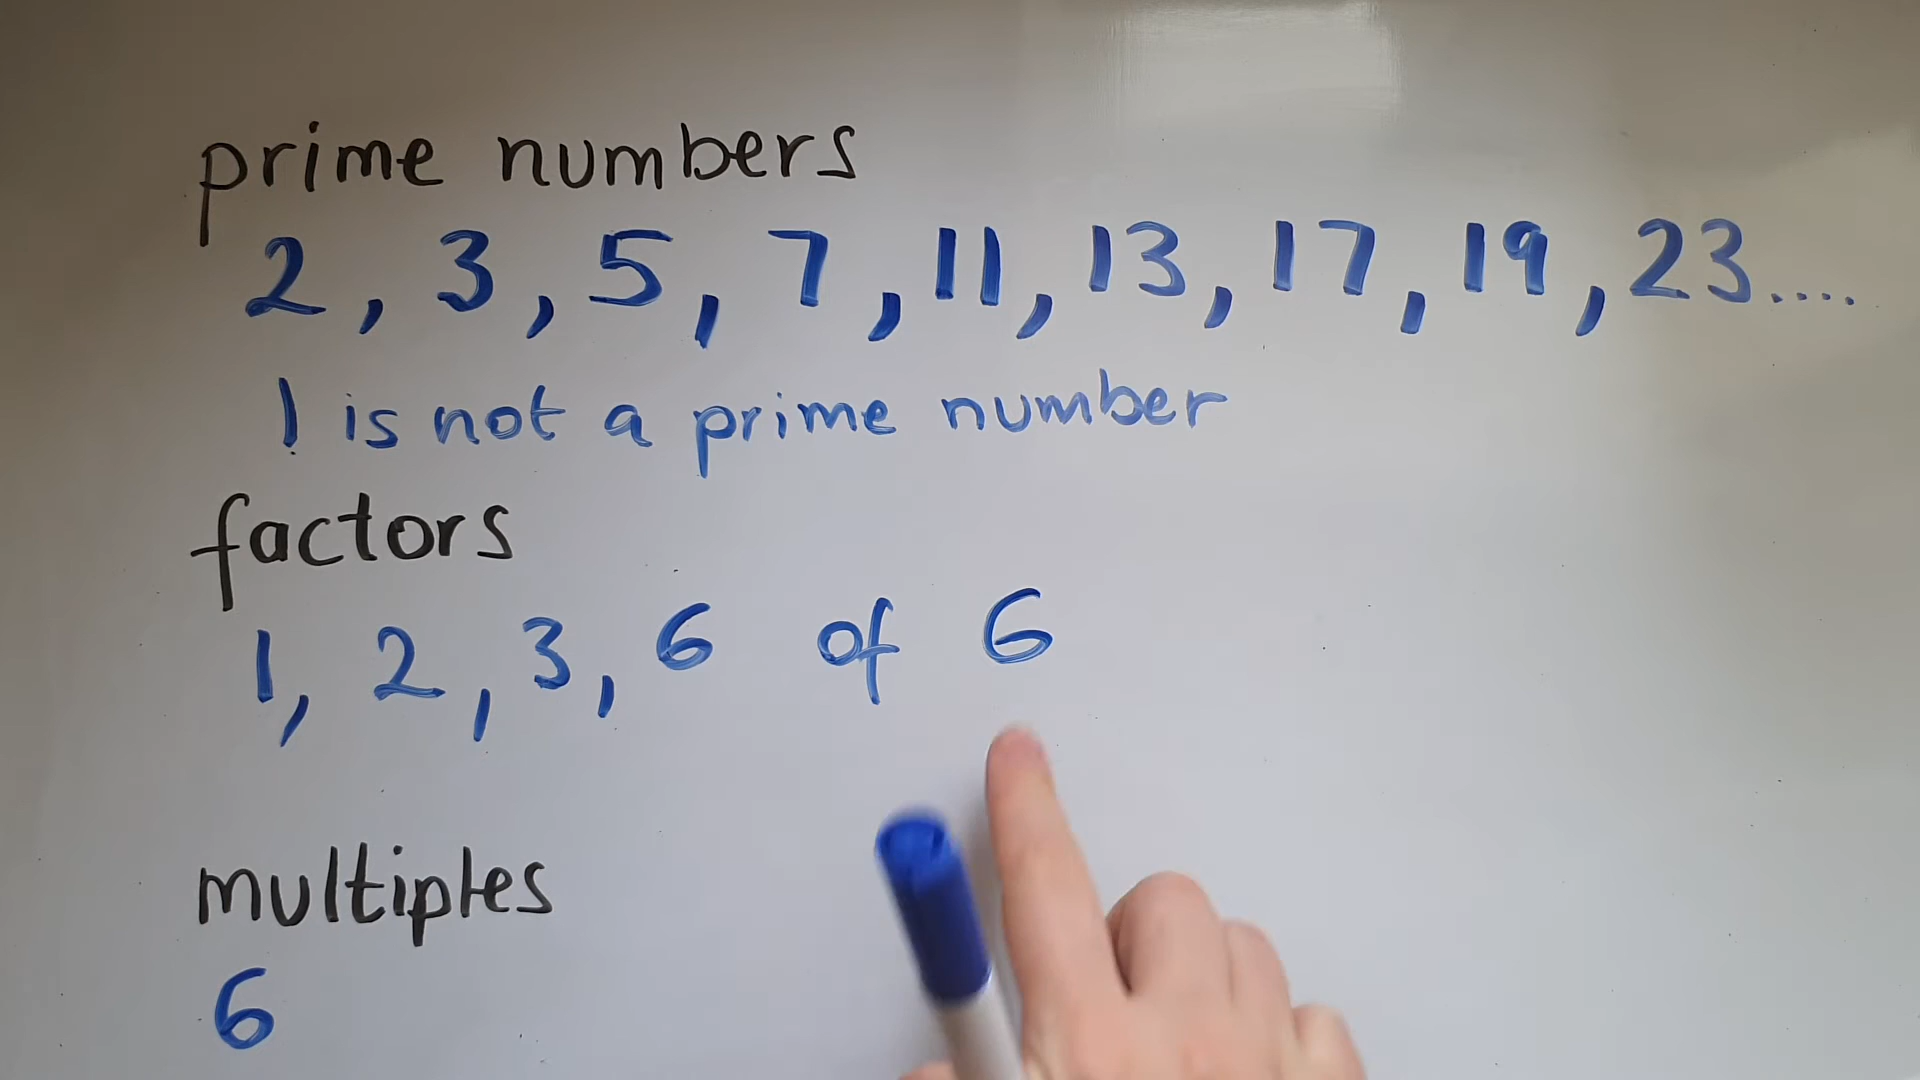 prime numbers
2, 3, 5, 7, 11, 13, 17, 19, 23....
1 is not a prime number
factors
1, 2, 3, 6 of 6
multiples
6